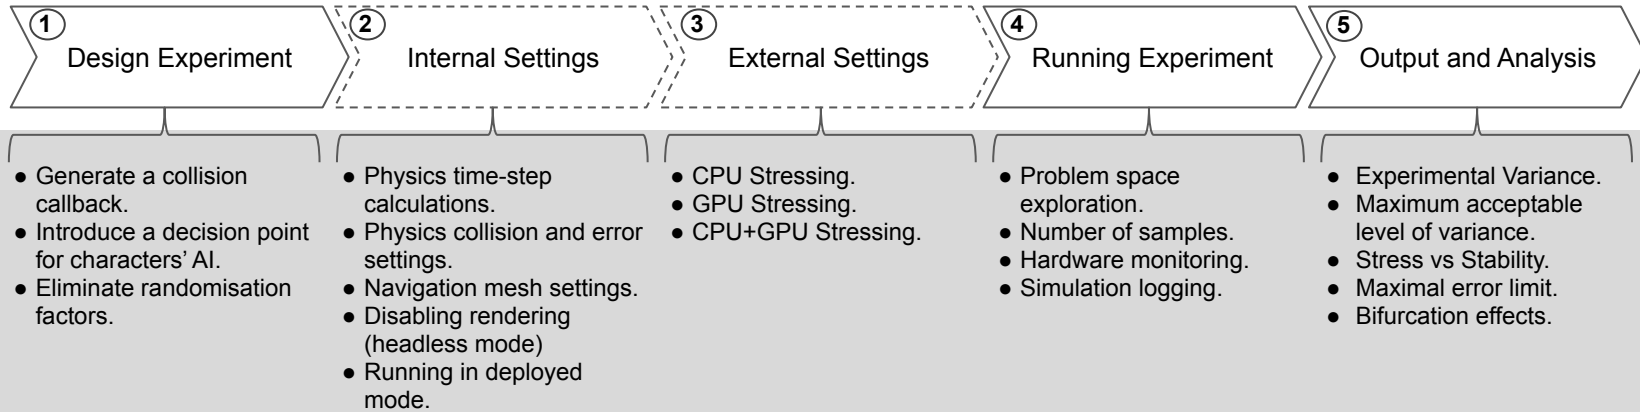 1
Design Experiment
2
Internal Settings
3
External Settings
4
Running Experiment
5
Output and Analysis
● Generate a collision
callback.
● Introduce a decision point
for characters' AI.
● Eliminate randomisation
factors.
● Physics time-step
calculations.
● Physics collision and error
settings.
● Navigation mesh settings.
● Disabling rendering
(headless mode)
● Running in deployed
mode.
● CPU Stressing.
● GPU Stressing.
● CPU+GPU Stressing.
● Problem space
exploration.
● Number of samples.
● Hardware monitoring.
● Simulation logging.
● Experimental Variance.
● Maximum acceptable
level of variance.
● Stress vs Stability.
● Maximal error limit.
● Bifurcation effects.